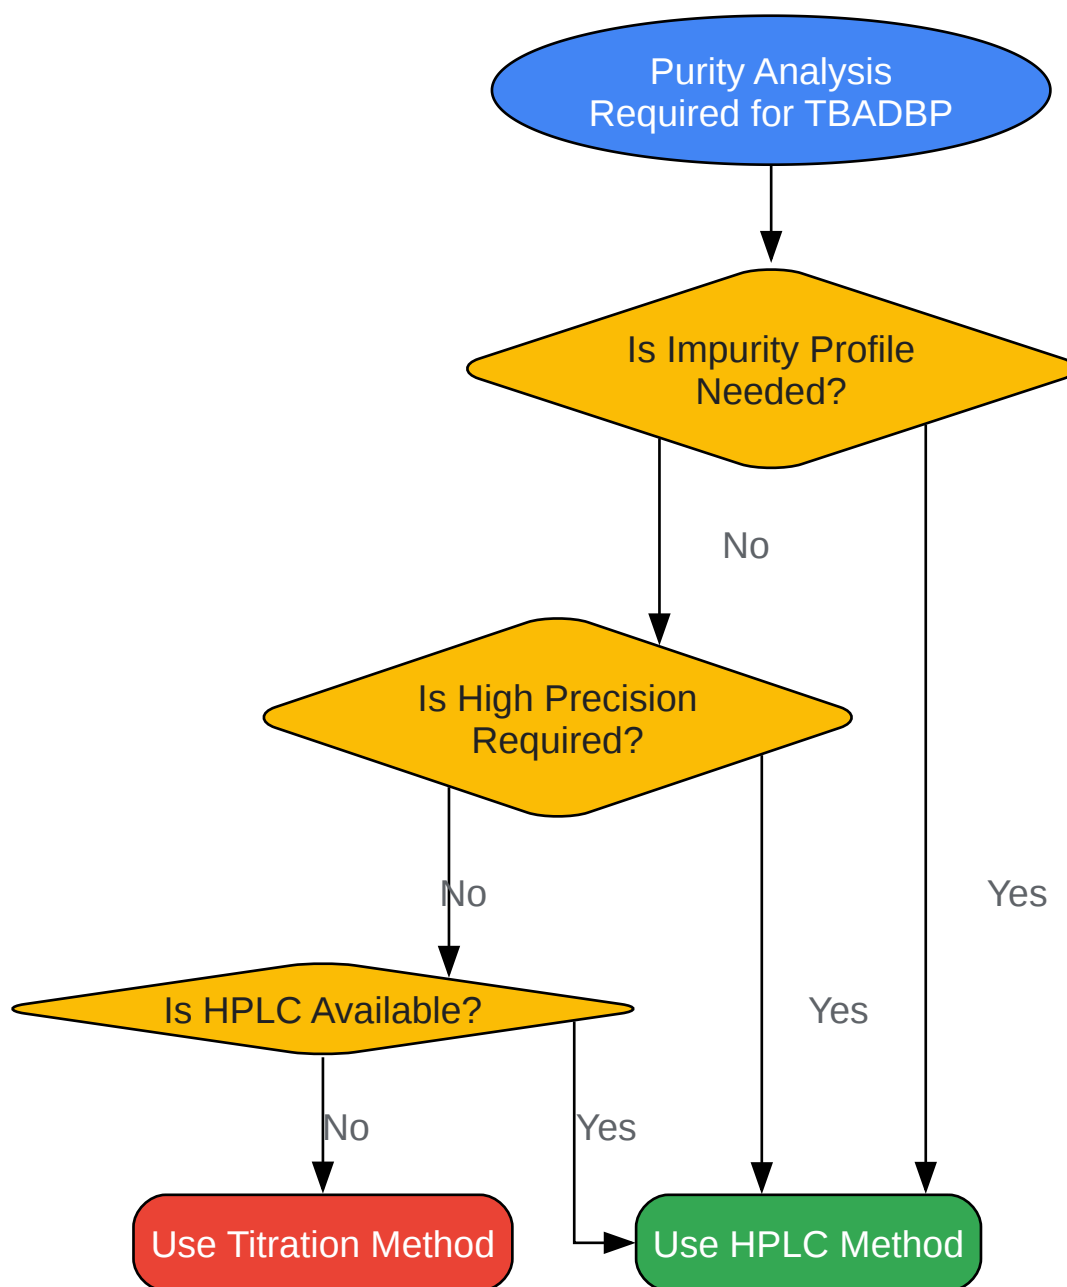 Purity Analysis
Required for TBADBP
Is Impurity Profile
Needed?
No
Is High Precision
Required?
No
Yes
Is HPLC Available?
Yes
No
Yes
Use Titration Method
Use HPLC Method